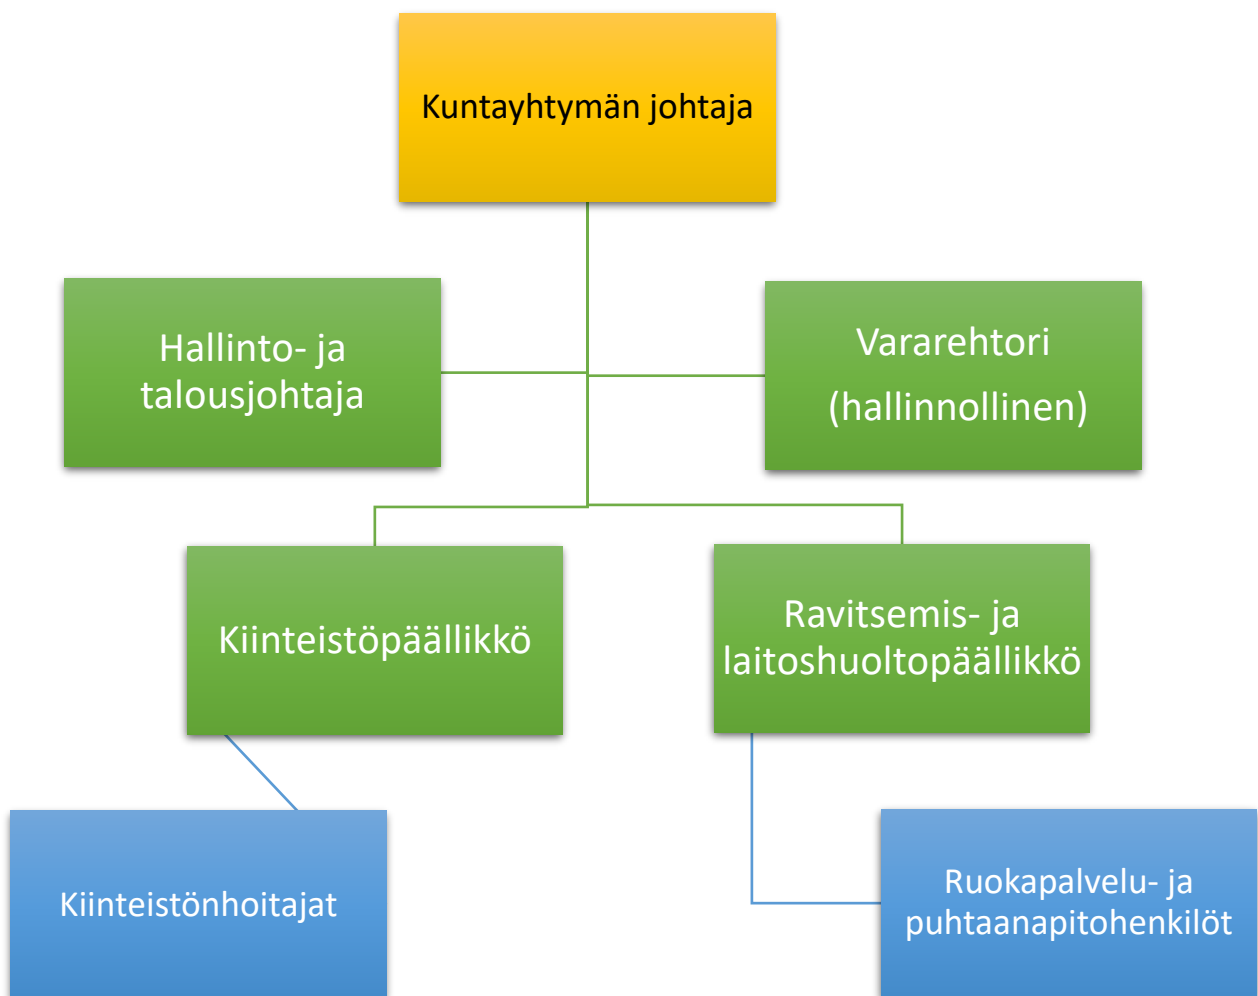 Kuntayhtymän johtaja
Hallinto- ja
talousjohtaja
Vararehtori
(hallinnollinen)
Kiinteistöpäällikkö
Ravitsemis- ja
laitoshuoltopäällikkö
Kiinteistönhoitajat
Ruokapalvelu- ja
puhtaanapitohenkilöt